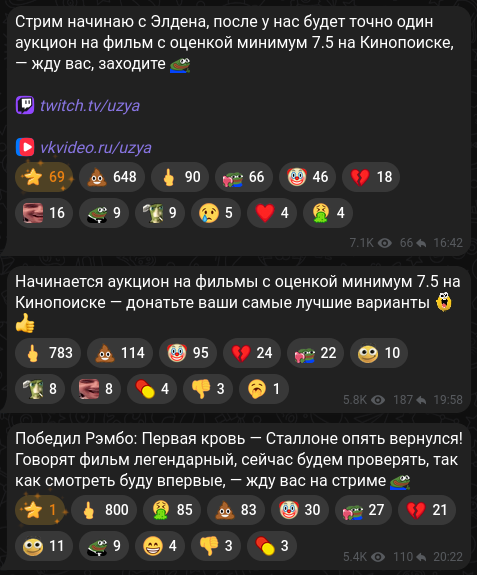 Стрим начинаю с Элдена, после у нас будет точно один
аукцион на фильм с оценкой минимум 7.5 на Кинопоиске,
— жду вас, заходите
twitch.tv/uzya
vkvideo.ru/uzya
69 648 90 66 46 18
16 9 9 5 4 4
7.1K 66 16:42
Начинается аукцион на фильмы с оценкой минимум 7.5 на
Кинопоиске — донатьте ваши самые лучшие варианты
783 114 95 24 22 10
8 8 4 3 1
5.8K 187 19:58
Победил Рэмбо: Первая кровь — Сталлоне опять вернулся!
Говорят фильм легендарный, сейчас будем проверять, так
как смотреть буду впервые, — жду вас на стриме
1 800 85 83 30 27 21
11 9 4 3 3
5.4K 110 20:22